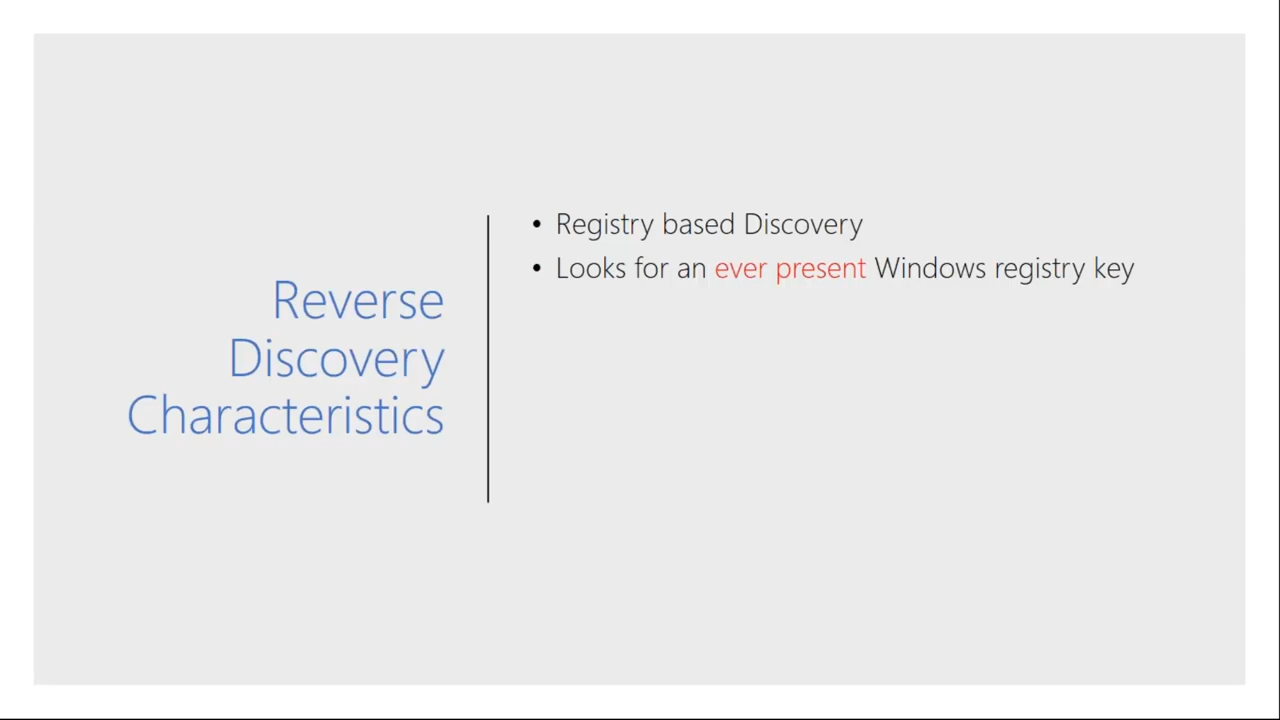 Reverse
Discovery
Characteristics
• Registry based Discovery
• Looks for an ever present Windows registry key